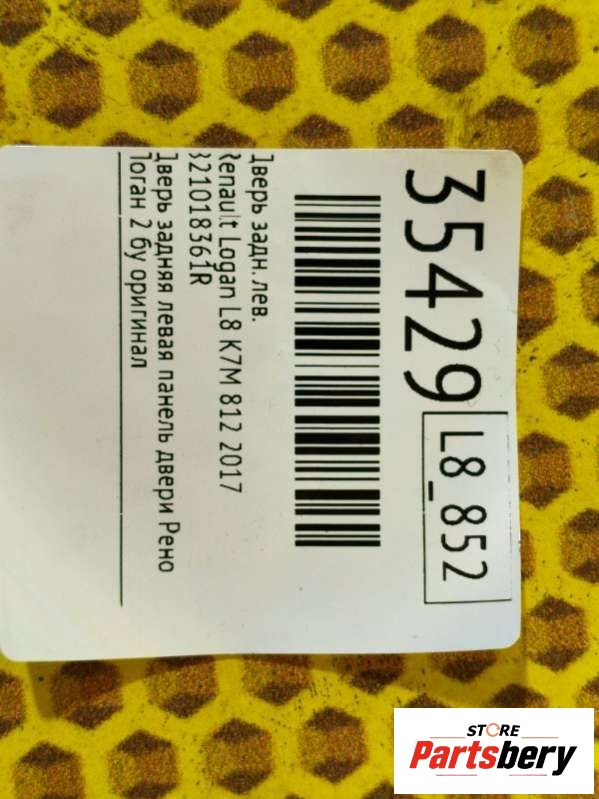 35429
L8_852
Дверь задн. лев.
Renault Logan L8 K7M 812 2017
821018361R
Дверь задняя левая панель двери Рено
Логан 2 бу оригинал
STORE
Partsbery